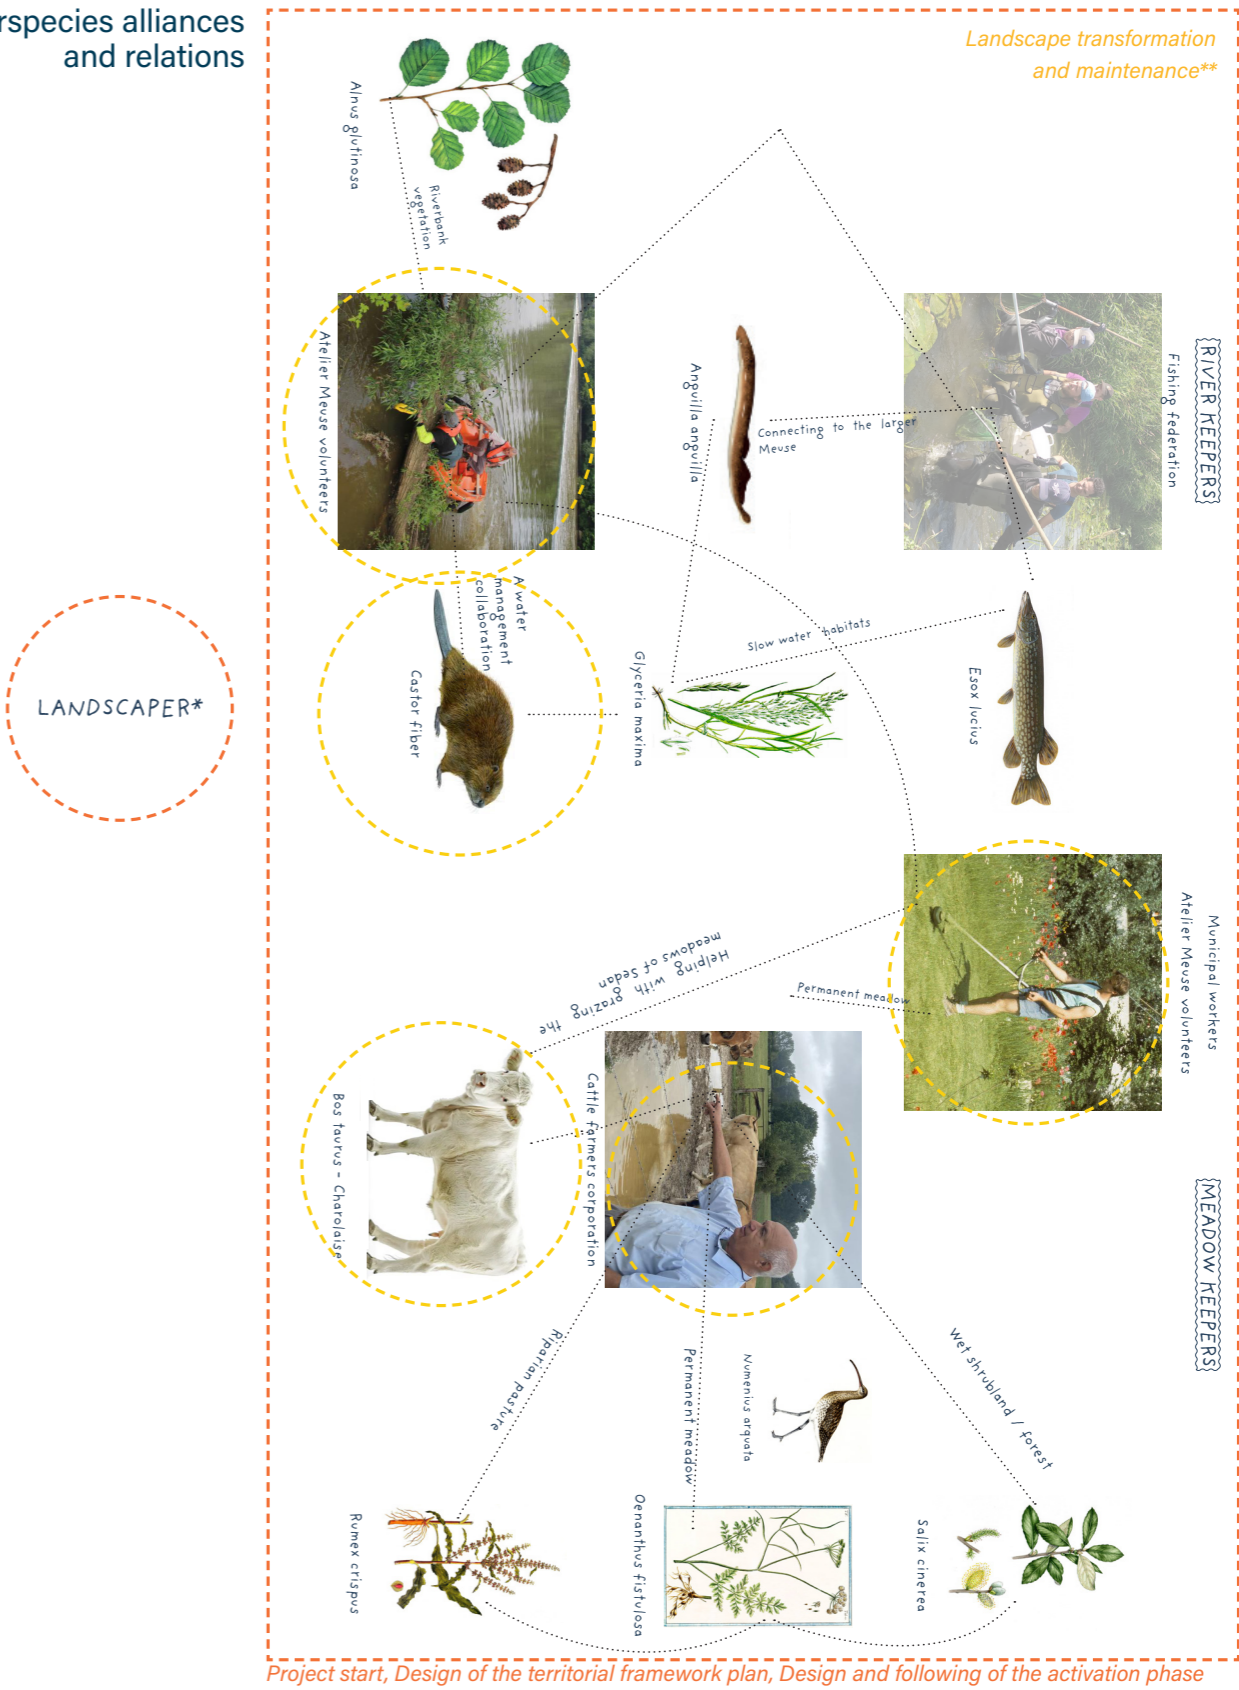 rspecies alliances
and relations
Landscape transformation
and maintenance**
LANDSCAPER*
RIVER KEEPERS
Fishing federation
Alnus glutinosa
Riverbank
vegetation
Atelier Meuse volunteers
Anguilla anguilla
Connecting to the larger
Meuse
A water
management
collaboration
Castor fiber
Glyceria maxima
Slow water habitats
Esox lucius
MEADOW KEEPERS
Municipal workers
Atelier Meuse volunteers
Permanent meadow
Helping with grazing the
meadows of Sedan
Cattle farmers corporation
Bos taurus - Charolaise
Riparian pasture
Permanent meadow
Numenius arquata
Wet shrubland / forest
Rumex crispus
Oenanthus fistulosa
Salix cinerea
Project start, Design of the territorial framework plan, Design and following of the activation phase